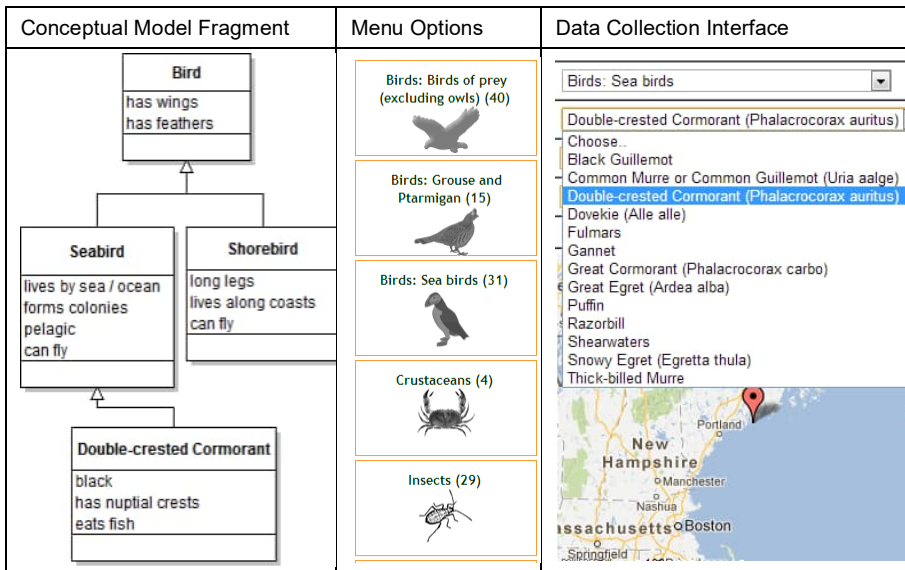 Conceptual Model Fragment
Menu Options
Data Collection Interface
Bird
has wings
has feathers
Seabird
lives by sea / ocean
forms colonies
pelagic
can fly
Shorebird
long legs
lives along coasts
can fly
Double-crested Cormorant
black
has nuptial crests
eats fish
Birds: Birds of prey
(excluding owls) (40)
Birds: Grouse and
Ptarmigan (15)
Birds: Sea birds (31)
Crustaceans (4)
Insects (29)
Birds: Sea birds
Double-crested Cormorant (Phalacrocorax auritus)
Choose..
Black Guillemot
Common Murre or Common Guillemot (Uria aalge)
Double-crested Cormorant (Phalacrocorax auritus)
Dovekie (Alle alle)
Fulmars
Gannet
Great Cormorant (Phalacrocorax carbo)
Great Egret (Ardea alba)
Puffin
Razorbill
Shearwaters
Snowy Egret (Egretta thula)
Thick-billed Murre
Portland
New
Hampshire
Manchester
Nashua
assachusetts
Boston
Springfield